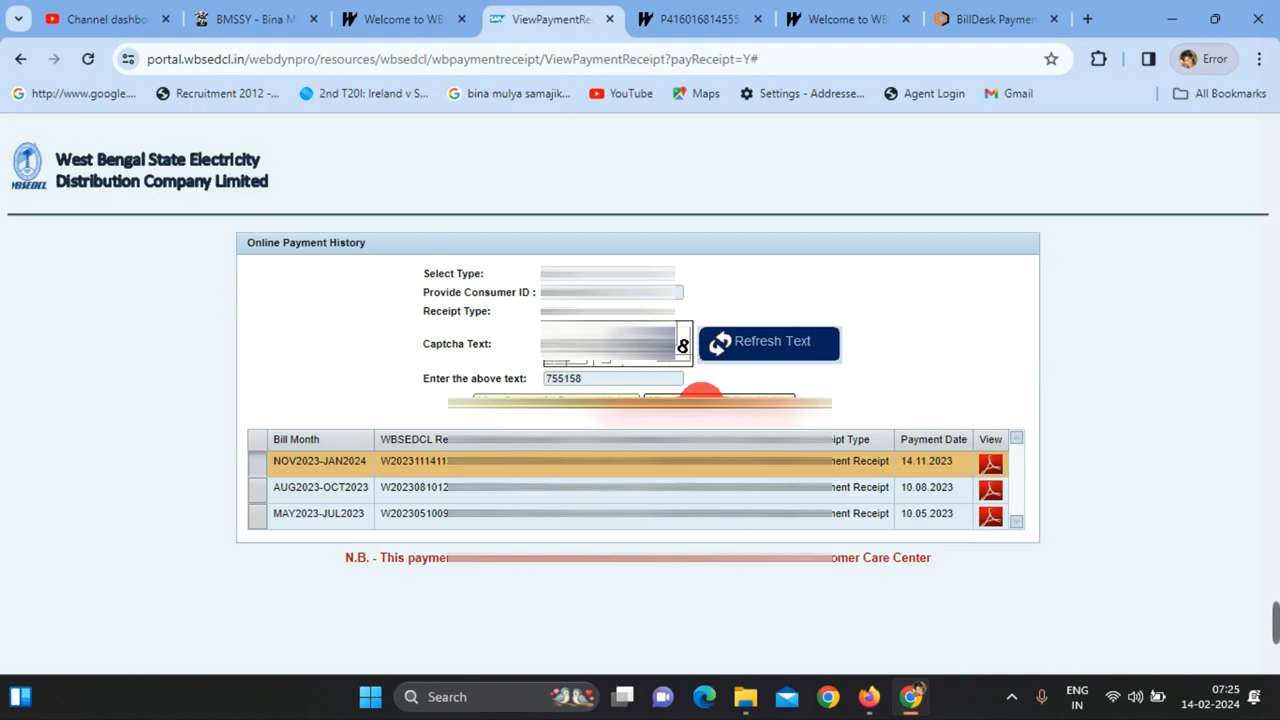 Channel dashbo
BMSSY - Bina M
Welcome to WB
ViewPaymentRec
P416016814555
Welcome to WB
BillDesk Paymen
portal.wbsedcl.in/webdynpro/resources/wbsedcl/wbpaymentreceipt/ViewPaymentReceipt?payReceipt=Y#
Error
http://www.google....
Recruitment 2012 -...
2nd T20I: Ireland v S...
bina mulya samajik...
YouTube
Maps
Settings - Addresse...
Agent Login
Gmail
All Bookmarks
West Bengal State Electricity
Distribution Company Limited
WBSEDCL
Online Payment History
Select Type:
Provide Consumer ID :
Receipt Type:
Captcha Text: 8 Refresh Text
Enter the above text: 755158
Bill Month WBSEDCL Re ipt Type Payment Date View
NOV2023-JAN2024 W2023111411 nent Receipt 14.11.2023
AUG2023-OCT2023 W2023081012 nent Receipt 10.08.2023
MAY2023-JUL2023 W2023051009 nent Receipt 10.05.2023
N.B. - This payme omer Care Center
Search
ENG
IN
07:25
14-02-2024